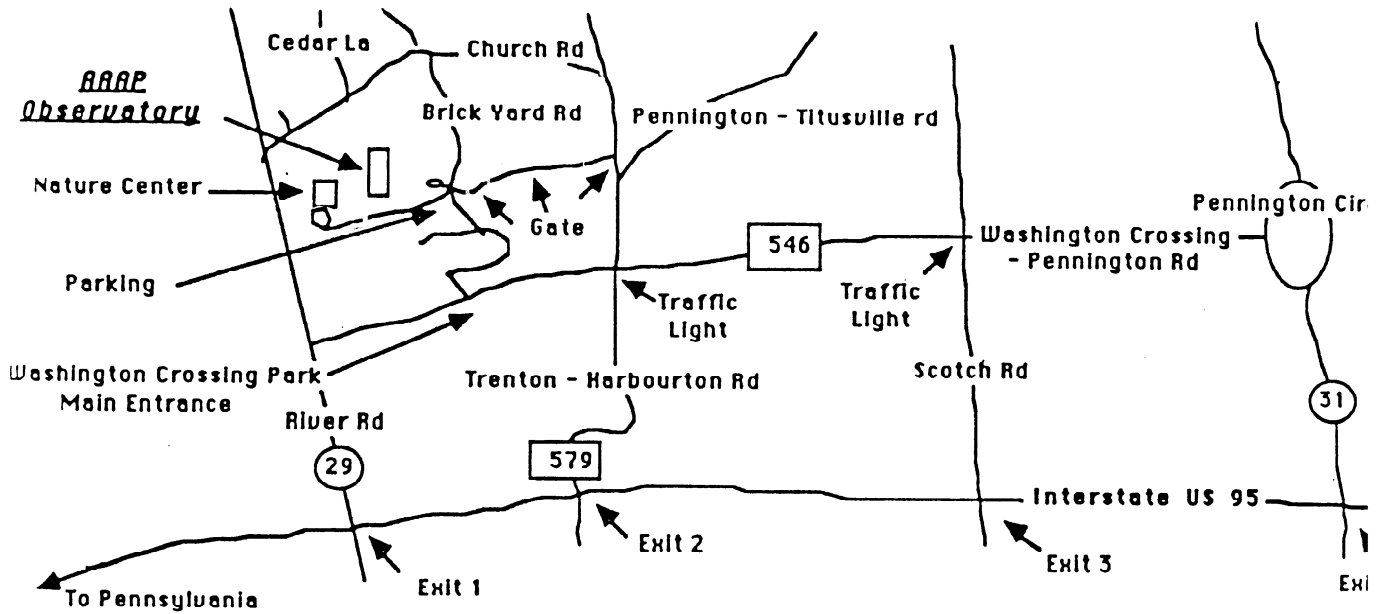 Cedar La
Church Rd
AAAP
Observatory
Brick Yard Rd
Pennington - Titusville rd
Nature Center
Pennington Cir
Gate
546
Washington Crossing
- Pennington Rd
Parking
Traffic
Light
Traffic
Light
Washington Crossing Park
Main Entrance
Trenton - Harbourton Rd
Scotch Rd
31
River Rd
29
579
Interstate US 95
Exit 2
Exit 3
Exit 1
Exi
To Pennsylvania